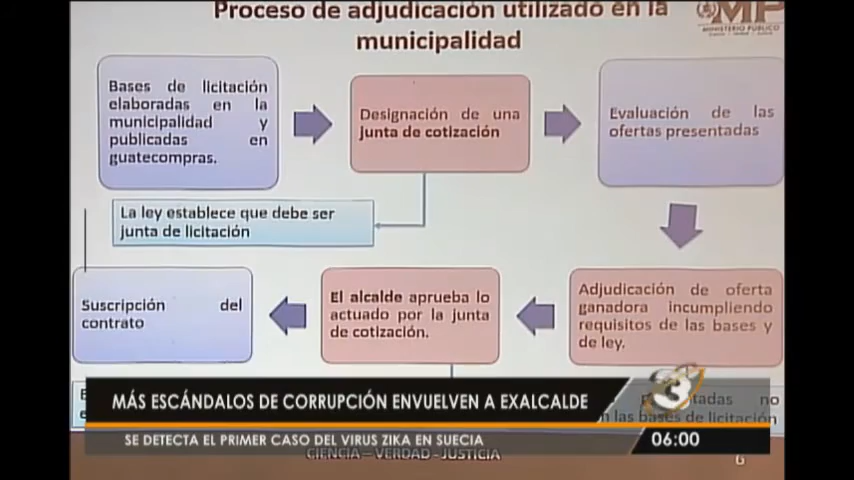 Proceso de adjudicación utilizado en la
municipalidad
MP
MINISTERIO PÚBLICO
Bases de licitación
elaboradas en la
municipalidad y
publicadas en
guatecompras.
Designación de una
junta de cotización
Evaluación de las
ofertas presentadas
La ley establece que debe ser
junta de licitación
Suscripción del
contrato
El alcalde aprueba lo
actuado por la junta
de cotización.
Adjudicación de oferta
ganadora incumpliendo
requisitos de las bases y
de ley.
no
las bases de licitación
MÁS ESCÁNDALOS DE CORRUPCIÓN ENVUELVEN A EXALCALDE
3
SE DETECTA EL PRIMER CASO DEL VIRUS ZIKA EN SUECIA
06:00
CIENCIA – VERDAD - JUSTICIA
6